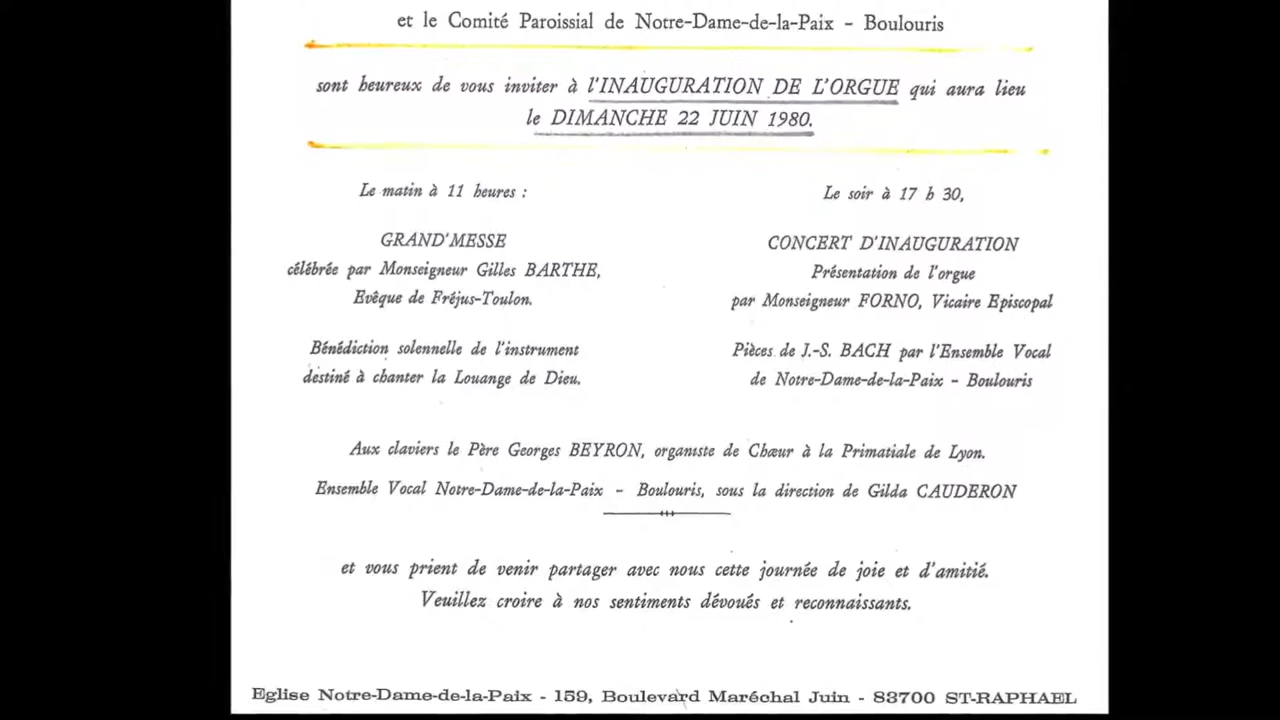 et le Comité Paroissial de Notre-Dame-de-la-Paix - Boulouris
sont heureux de vous inviter à l'INAUGURATION DE L'ORGUE qui aura lieu
le DIMANCHE 22 JUIN 1980.
Le matin à 11 heures :
GRAND'MESSE
célébrée par Monseigneur Gilles BARTHE,
Evêque de Fréjus-Toulon.
Bénédiction solennelle de l'instrument
destiné à chanter la Louange de Dieu.
Le soir à 17 h 30,
CONCERT D'INAUGURATION
Présentation de l'orgue
par Monseigneur FORNO, Vicaire Episcopal
Pièces de J.-S. BACH par l'Ensemble Vocal
de Notre-Dame-de-la-Paix - Boulouris
Aux claviers le Père Georges BEYRON, organiste de Chœur à la Primatiale de Lyon.
Ensemble Vocal Notre-Dame-de-la-Paix - Boulouris, sous la direction de Gilda CAUDERON
et vous prient de venir partager avec nous cette journée de joie et d'amitié.
Veuillez croire à nos sentiments dévoués et reconnaissants.
Eglise Notre-Dame-de-la-Paix - 159, Boulevard Maréchal Juin - 83700 ST-RAPHAEL